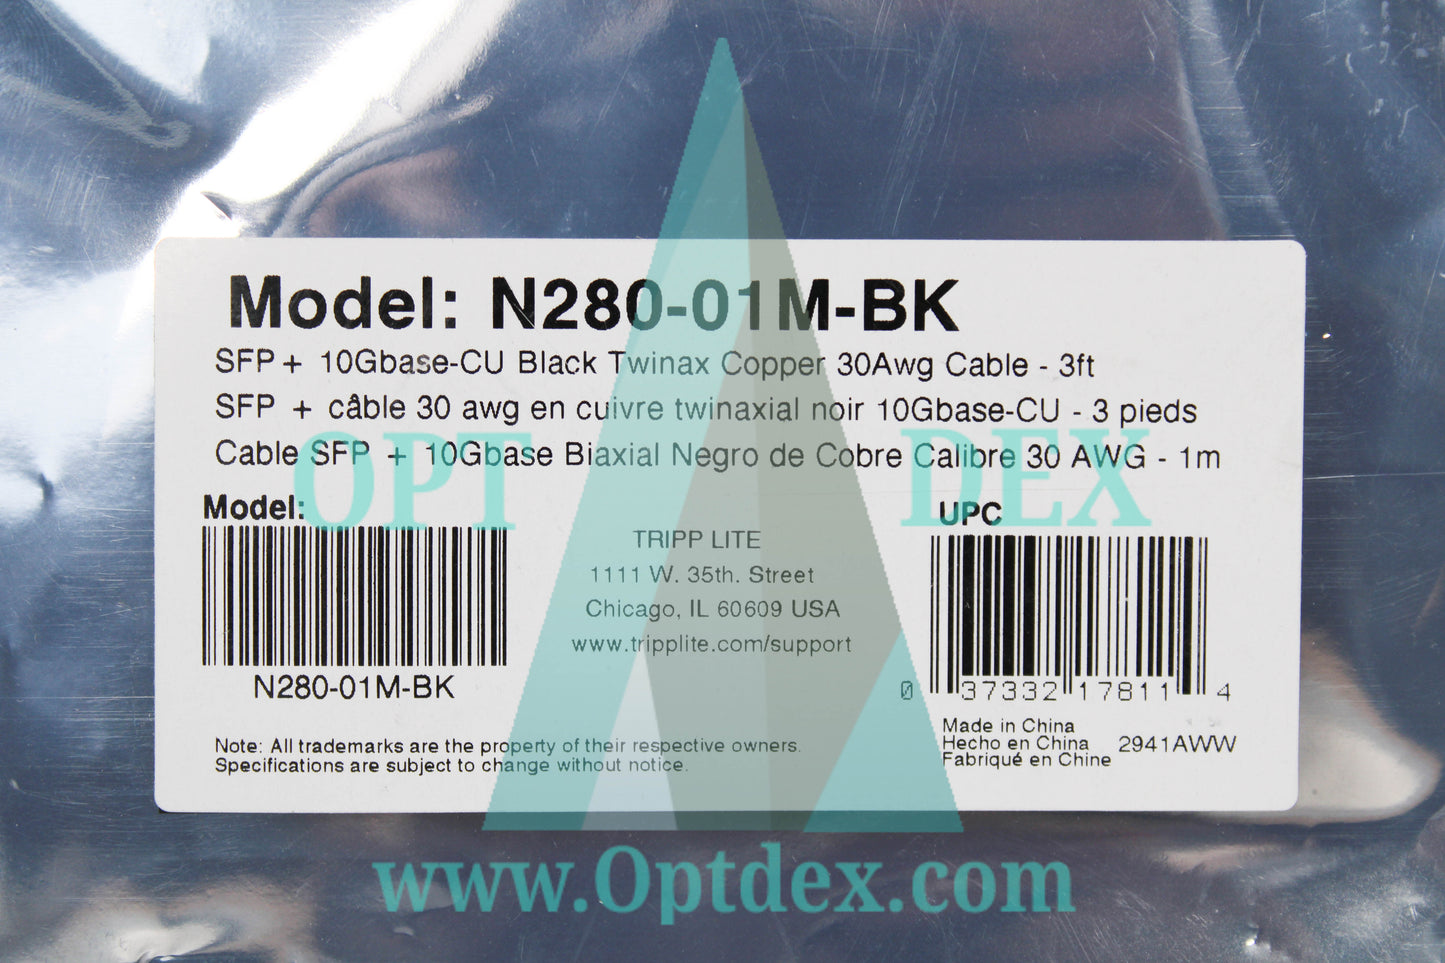 Model: N280-01M-BK
SFP+ 10Gbase-CU Black Twinax Copper 30Awg Cable - 3ft
SFP + câble 30 awg en cuivre twinaxial noir 10Gbase-CU - 3 pieds
Cable SFP + 10Gbase Biaxial Negro de Cobre Calibre 30 AWG - 1m
OPT DEX
Model:
UPC
TRIPP LITE
1111 W. 35th. Street
Chicago, IL 60609 USA
www.tripplite.com/support
N280-01M-BK
0 37332 17811 4
Made in China
Hecho en China
Fabriqué en Chine
2941AWW
Note: All trademarks are the property of their respective owners.
Specifications are subject to change without notice.
www.Optdex.com